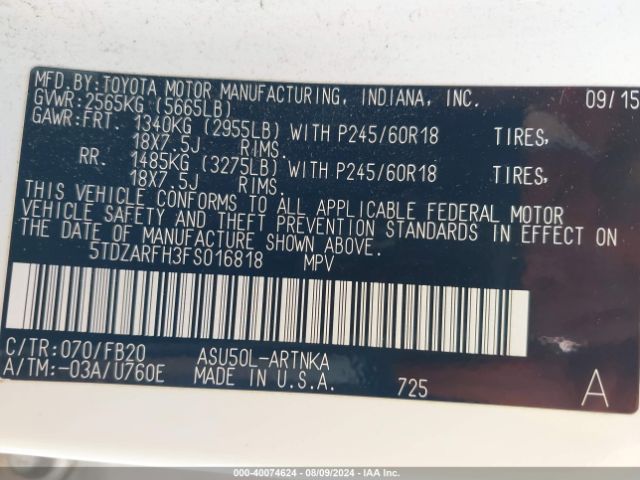 MFD.BY:TOYOTA MOTOR MANUFACTURING, INDIANA, INC. 09/15
GVWR:2565KG (5665LB)
GAWR:FRT. 1340KG (2955LB) WITH P245/60R18 TIRES,
18X7.5J RIMS.
RR. 1485KG (3275LB) WITH P245/60R18 TIRES,
18X7.5J RIMS.
THIS VEHICLE CONFORMS TO ALL APPLICABLE FEDERAL MOTOR
VEHICLE SAFETY AND THEFT PREVENTION STANDARDS IN EFFECT ON
THE DATE OF MANUFACTURE SHOWN ABOVE.
5TDZARFH3FS016818 MPV
C/TR:070/FB20 ASU50L-ARTNKA
A/TM:-03A/U760E MADE IN U.S.A. 725 A
000-40074624 - 08/09/2024 - IAA Inc.